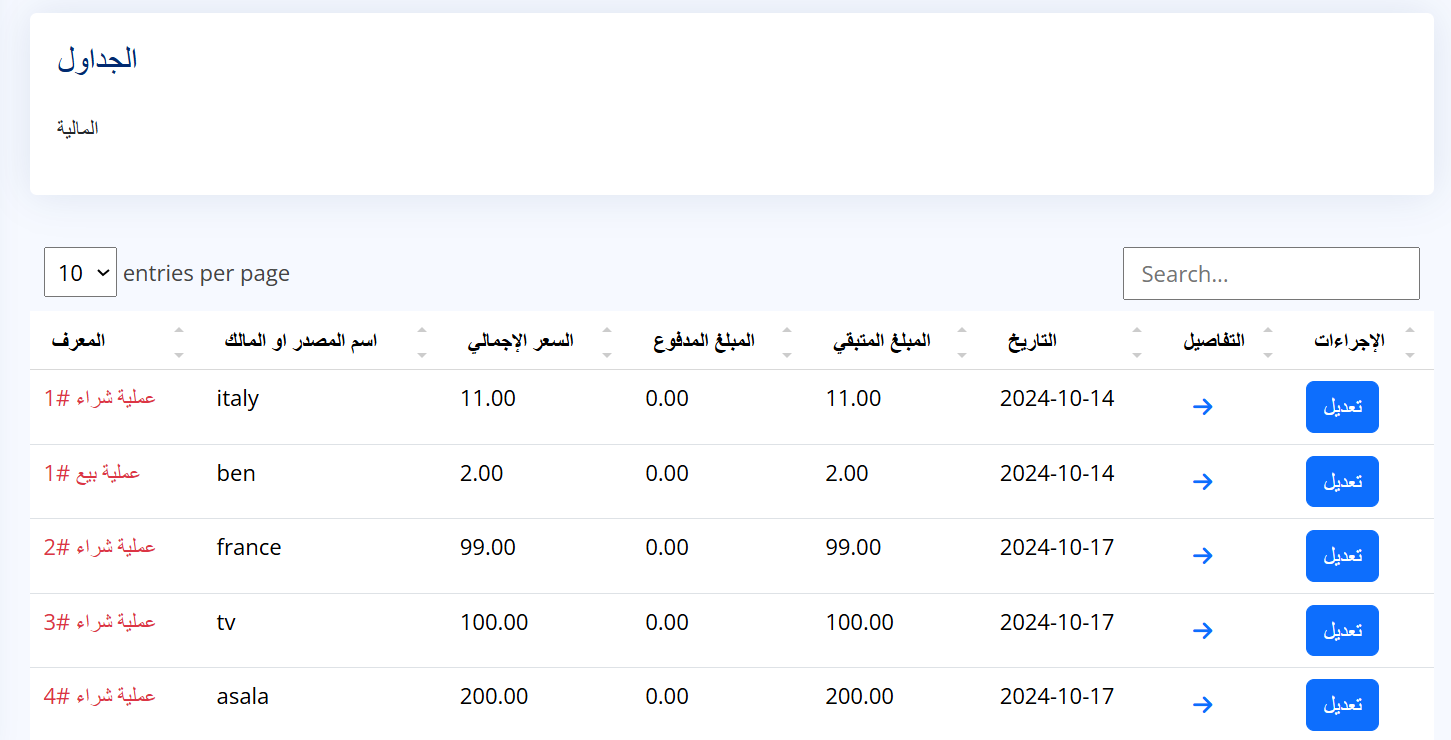 الجداول
المالية
10 entries per page
Search...
المعرف اسم المصدر او المالك السعر الإجمالي المبلغ المدفوع المبلغ المتبقي التاريخ التفاصيل الإجراءات
عملية شراء #1 italy 11.00 0.00 11.00 2024-10-14 → تعديل
عملية بيع #1 ben 2.00 0.00 2.00 2024-10-14 → تعديل
عملية شراء #2 france 99.00 0.00 99.00 2024-10-17 → تعديل
عملية شراء #3 tv 100.00 0.00 100.00 2024-10-17 → تعديل
عملية شراء #4 asala 200.00 0.00 200.00 2024-10-17 → تعديل